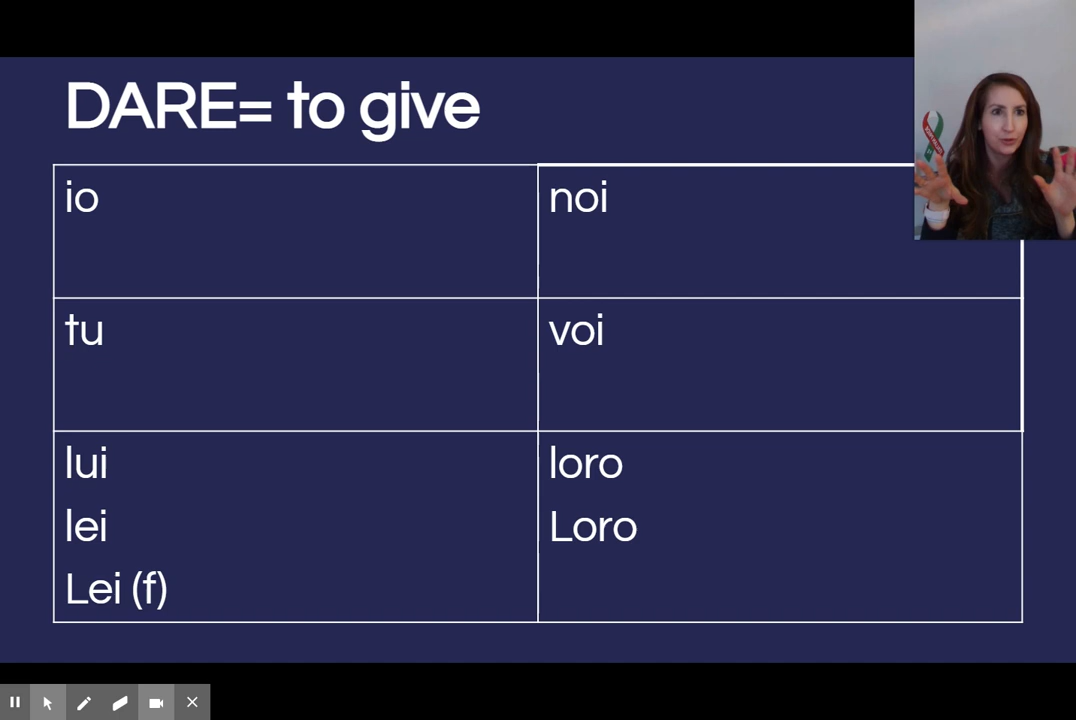 DARE= to give
io
noi
tu
voi
lui
lei
Lei (f)
loro
Loro